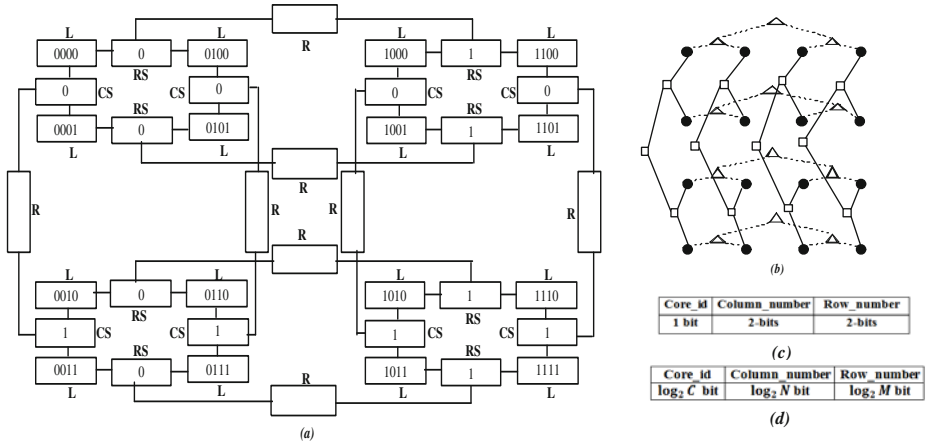 L L L L
R
0000 0 0100 1000 1 1100
RS RS
0 CS CS 0 0 CS CS 0
RS RS
0001 0 0101 1001 1 1101
L L L L
R
R R R R
R
L L L L
0010 0 0110 1010 1 1110
RS RS
1 CS CS 1 1 CS CS 1
RS RS
0011 0 0111 1011 1 1111
L L L L
R
(a)
(b)
Core_id Column_number Row_number
1 bit 2-bits 2-bits
(c)
Core_id Column_number Row_number
log₂ C bit log₂ N bit log₂ M bit
(d)